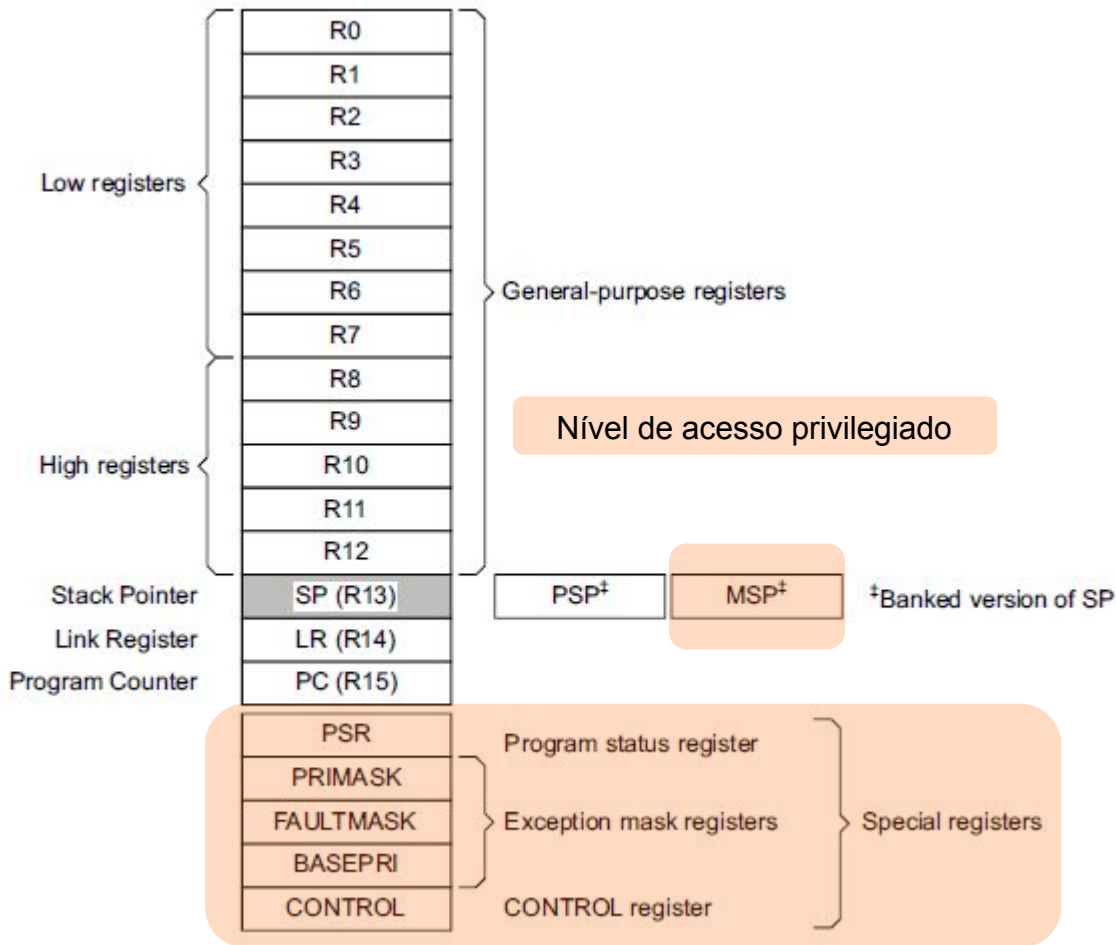 R0
R1
R2
R3
Low registers
R4
R5
R6
General-purpose registers
R7
R8
R9
Nível de acesso privilegiado
High registers
R10
R11
R12
Stack Pointer SP (R13) PSP‡ MSP‡ ‡Banked version of SP
Link Register LR (R14)
Program Counter PC (R15)
PSR Program status register
PRIMASK
FAULTMASK Exception mask registers Special registers
BASEPRI
CONTROL CONTROL register